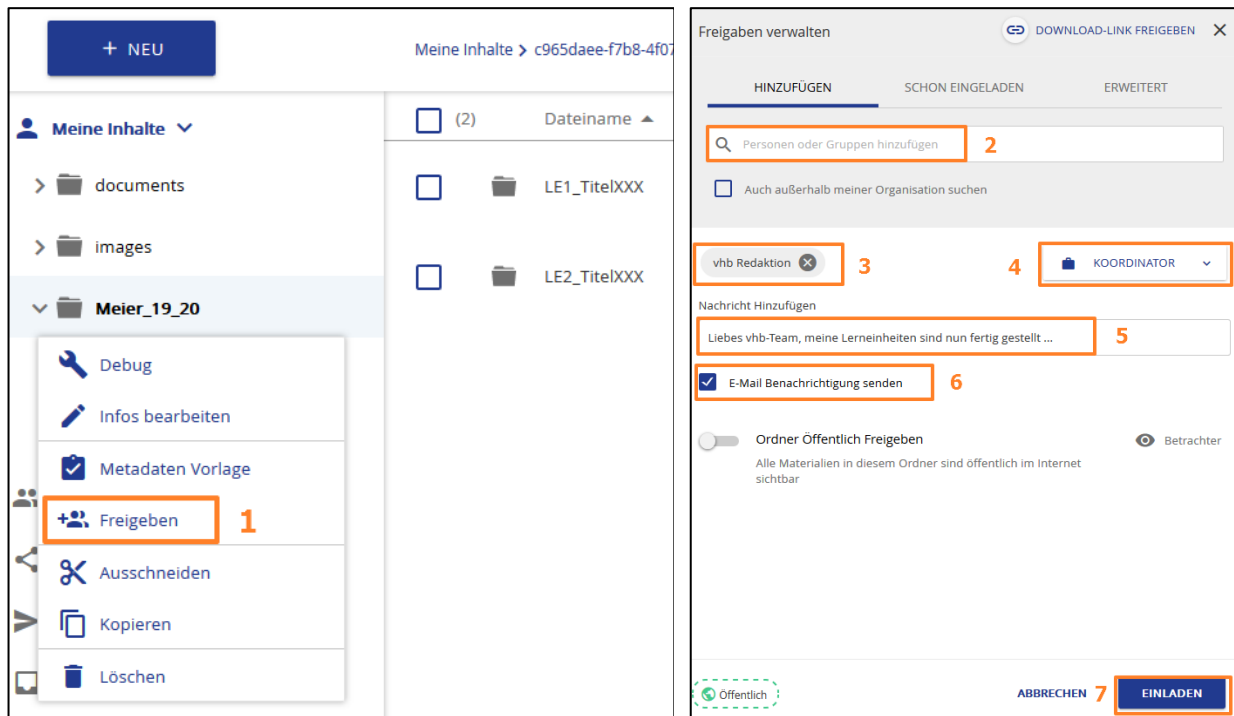 + NEU
Meine Inhalte > c965daee-f7b8-4f07
Meine Inhalte
(2) Dateiname
documents
LE1_TitelXXX
images
LE2_TitelXXX
Meier_19_20
Debug
Infos bearbeiten
Metadaten Vorlage
Freigeben 1
Ausschneiden
Kopieren
Löschen
Freigaben verwalten DOWNLOAD-LINK FREIGEBEN
HINZUFÜGEN SCHON EINGELADEN ERWEITERT
Personen oder Gruppen hinzufügen 2
Auch außerhalb meiner Organisation suchen
vhb Redaktion 3 4 KOORDINATOR
Nachricht Hinzufügen
Liebes vhb-Team, meine Lerneinheiten sind nun fertig gestellt ... 5
E-Mail Benachrichtigung senden 6
Ordner Öffentlich Freigeben Betrachter
Alle Materialien in diesem Ordner sind öffentlich im Internet
sichtbar
Öffentlich ABBRECHEN 7 EINLADEN